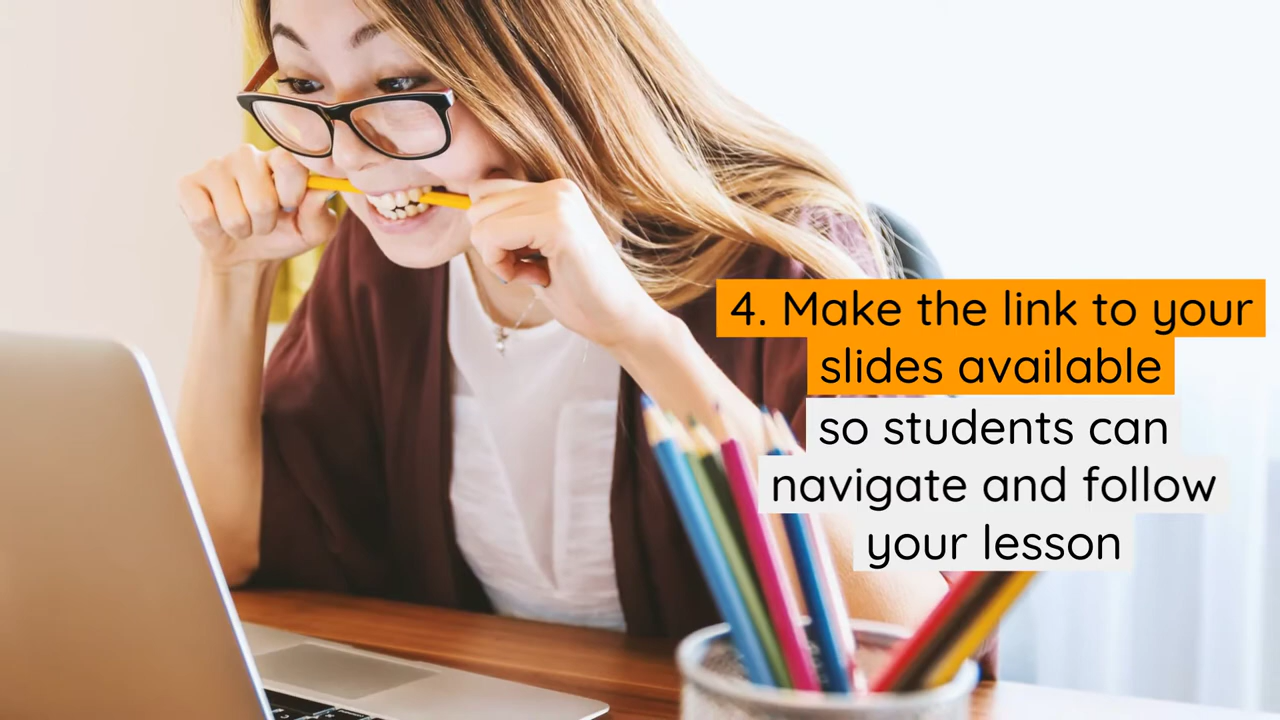 4. Make the link to your
slides available
so students can
navigate and follow
your lesson